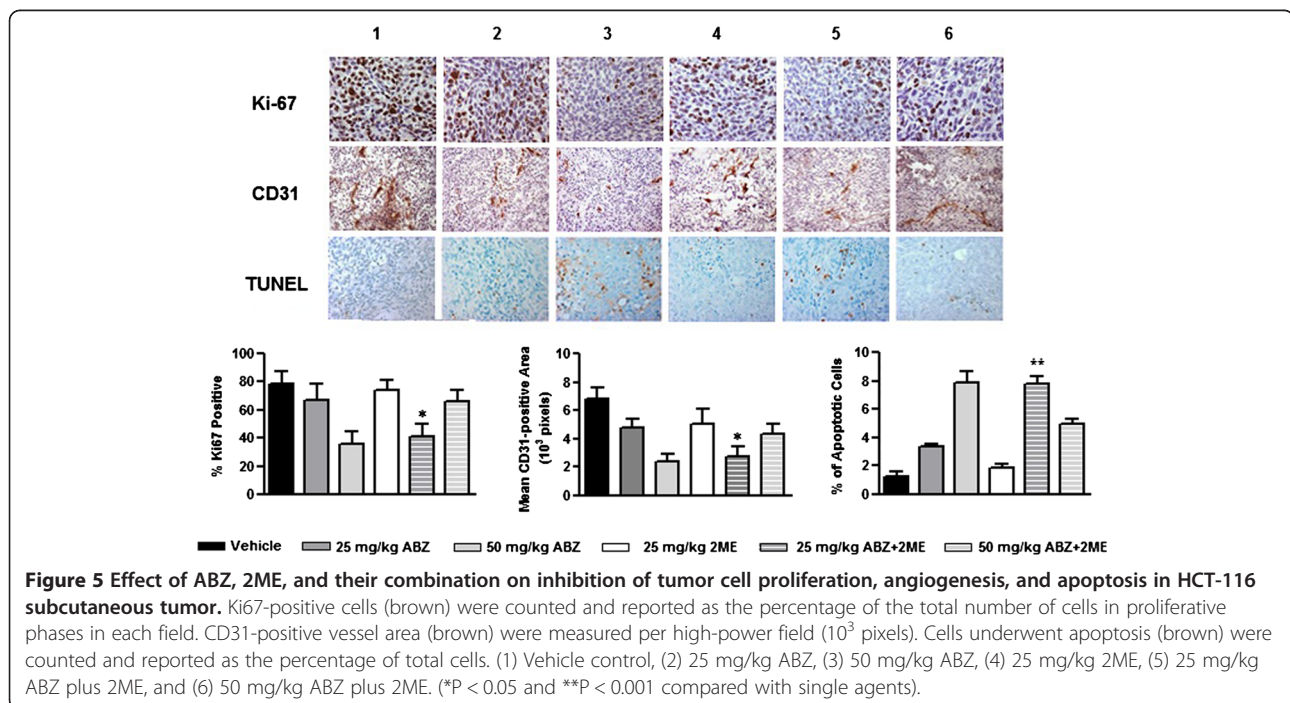 1 2 3 4 5 6
Ki-67
CD31
TUNEL
% Ki67 Positive
100
80
60
40
20
0
*
Mean CD31-positive Area
(10³ pixels)
10
8
6
4
2
0
*
% of Apoptotic Cells
10
8
6
4
2
0
**
Vehicle 25 mg/kg ABZ 50 mg/kg ABZ 25 mg/kg 2ME 25 mg/kg ABZ+2ME 50 mg/kg ABZ+2ME
Figure 5 Effect of ABZ, 2ME, and their combination on inhibition of tumor cell proliferation, angiogenesis, and apoptosis in HCT-116
subcutaneous tumor. Ki67-positive cells (brown) were counted and reported as the percentage of the total number of cells in proliferative
phases in each field. CD31-positive vessel area (brown) were measured per high-power field (10³ pixels). Cells underwent apoptosis (brown) were
counted and reported as the percentage of total cells. (1) Vehicle control, (2) 25 mg/kg ABZ, (3) 50 mg/kg ABZ, (4) 25 mg/kg 2ME, (5) 25 mg/kg
ABZ plus 2ME, and (6) 50 mg/kg ABZ plus 2ME. (*P < 0.05 and **P < 0.001 compared with single agents).